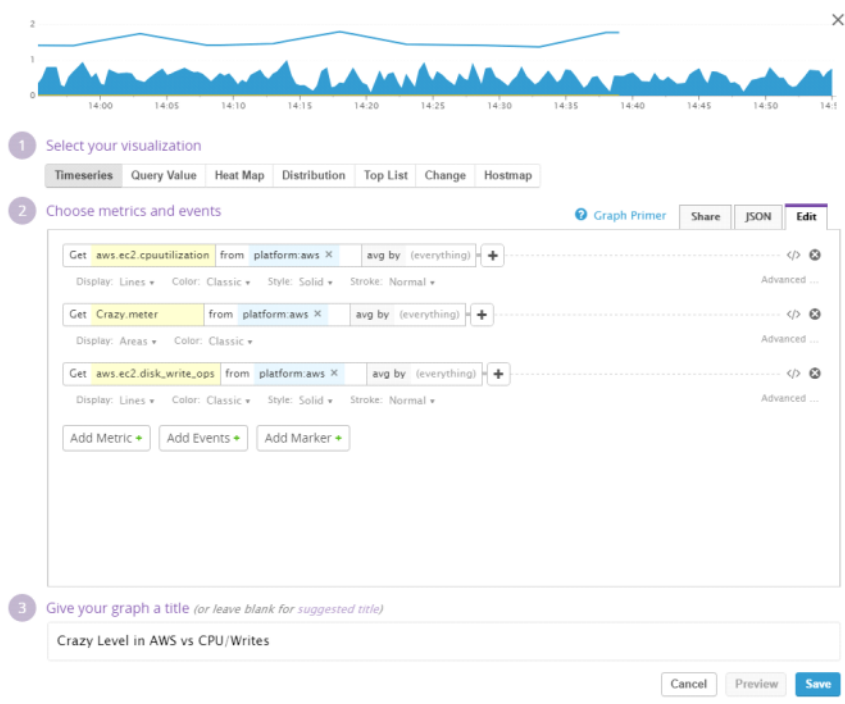 2
1
0
14:00 14:05 14:10 14:15 14:20 14:25 14:30 14:35 14:40 14:45 14:50
1 Select your visualization
Timeseries Query Value Heat Map Distribution Top List Change Hostmap
2 Choose metrics and events
? Graph Primer Share JSON Edit
Get aws.ec2.cpuutilization from platform:aws × avg by (everything) + </>
Display: Lines Color: Classic Style: Solid Stroke: Normal Advanced ...
Get Crazy.meter from platform:aws × avg by (everything) + </>
Display: Areas Color: Classic Advanced ...
Get aws.ec2.disk_write_ops from platform:aws × avg by (everything) + </>
Display: Lines Color: Classic Style: Solid Stroke: Normal Advanced ...
Add Metric + Add Events + Add Marker +
3 Give your graph a title (or leave blank for suggested title)
Crazy Level in AWS vs CPU/Writes
Cancel Preview Save